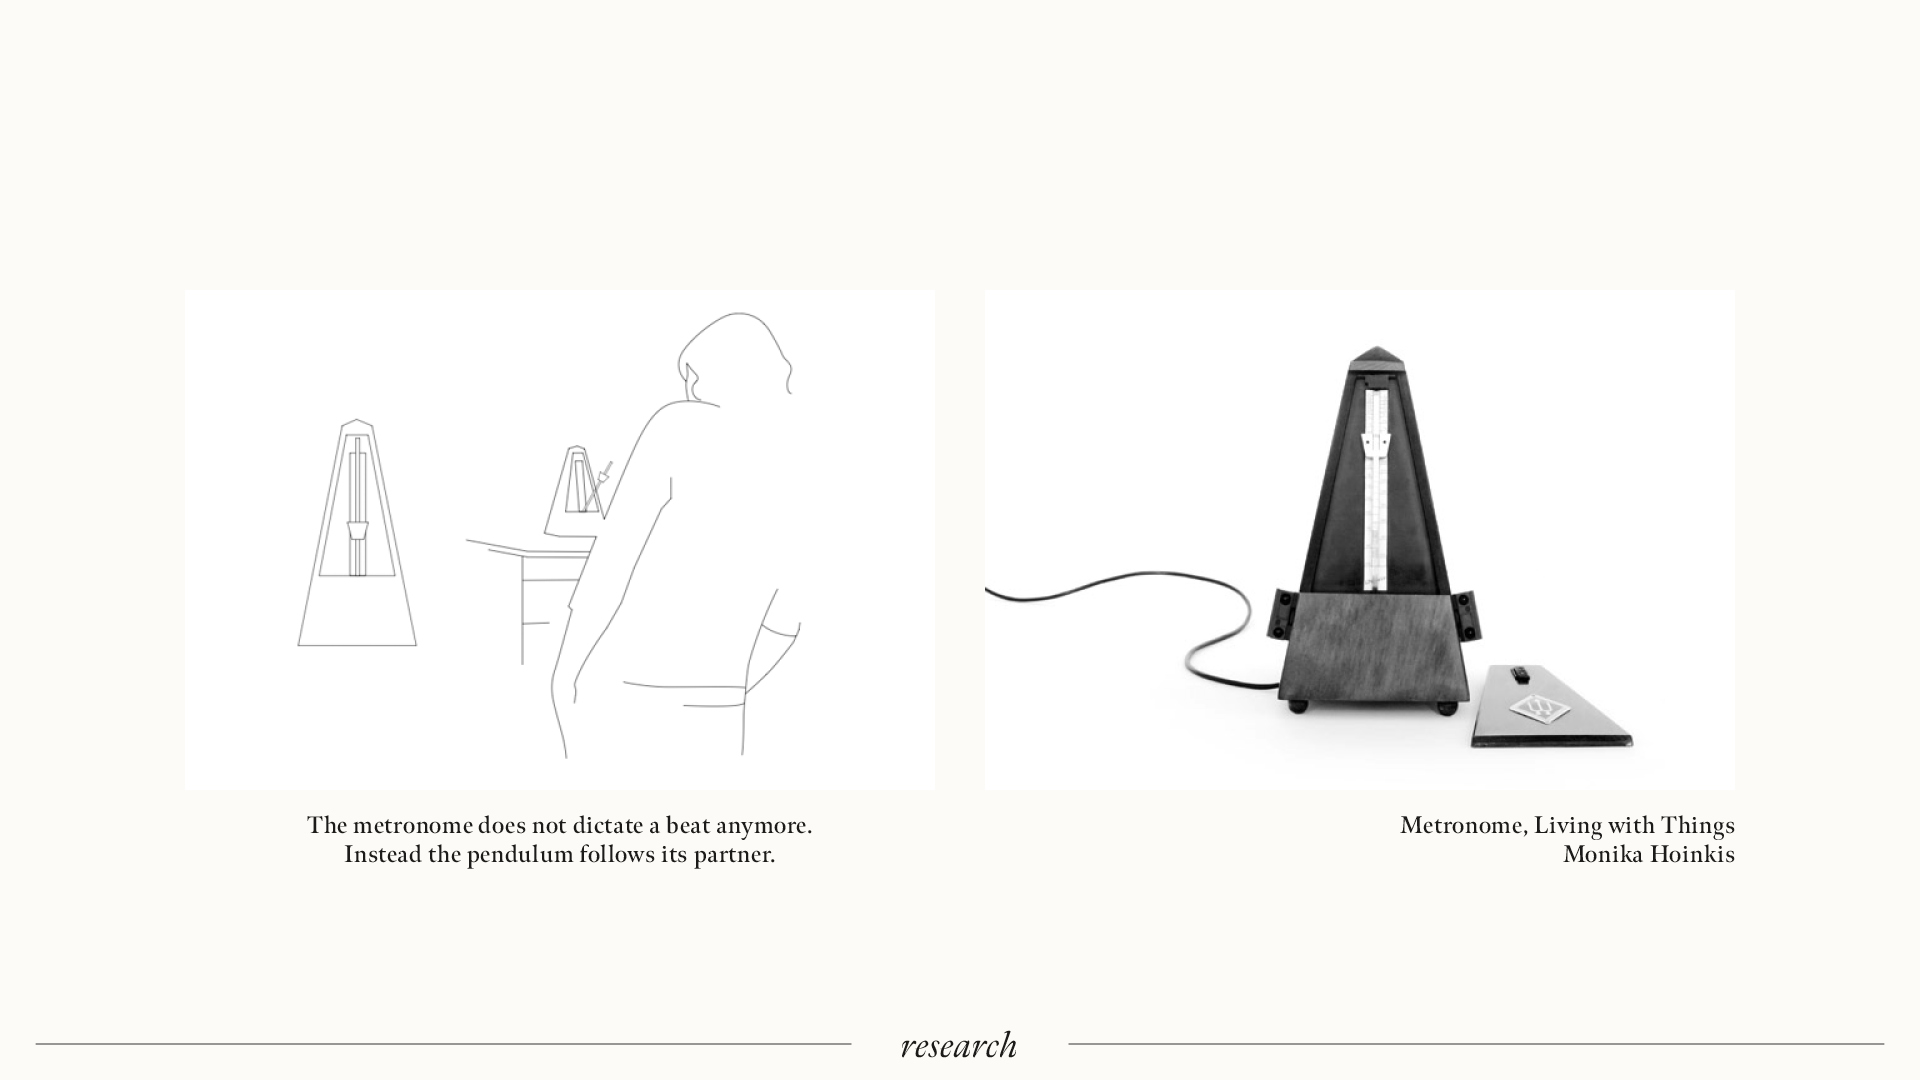 The metronome does not dictate a beat anymore.
Instead the pendulum follows its partner.
Metronome, Living with Things
Monika Hoinkis
research